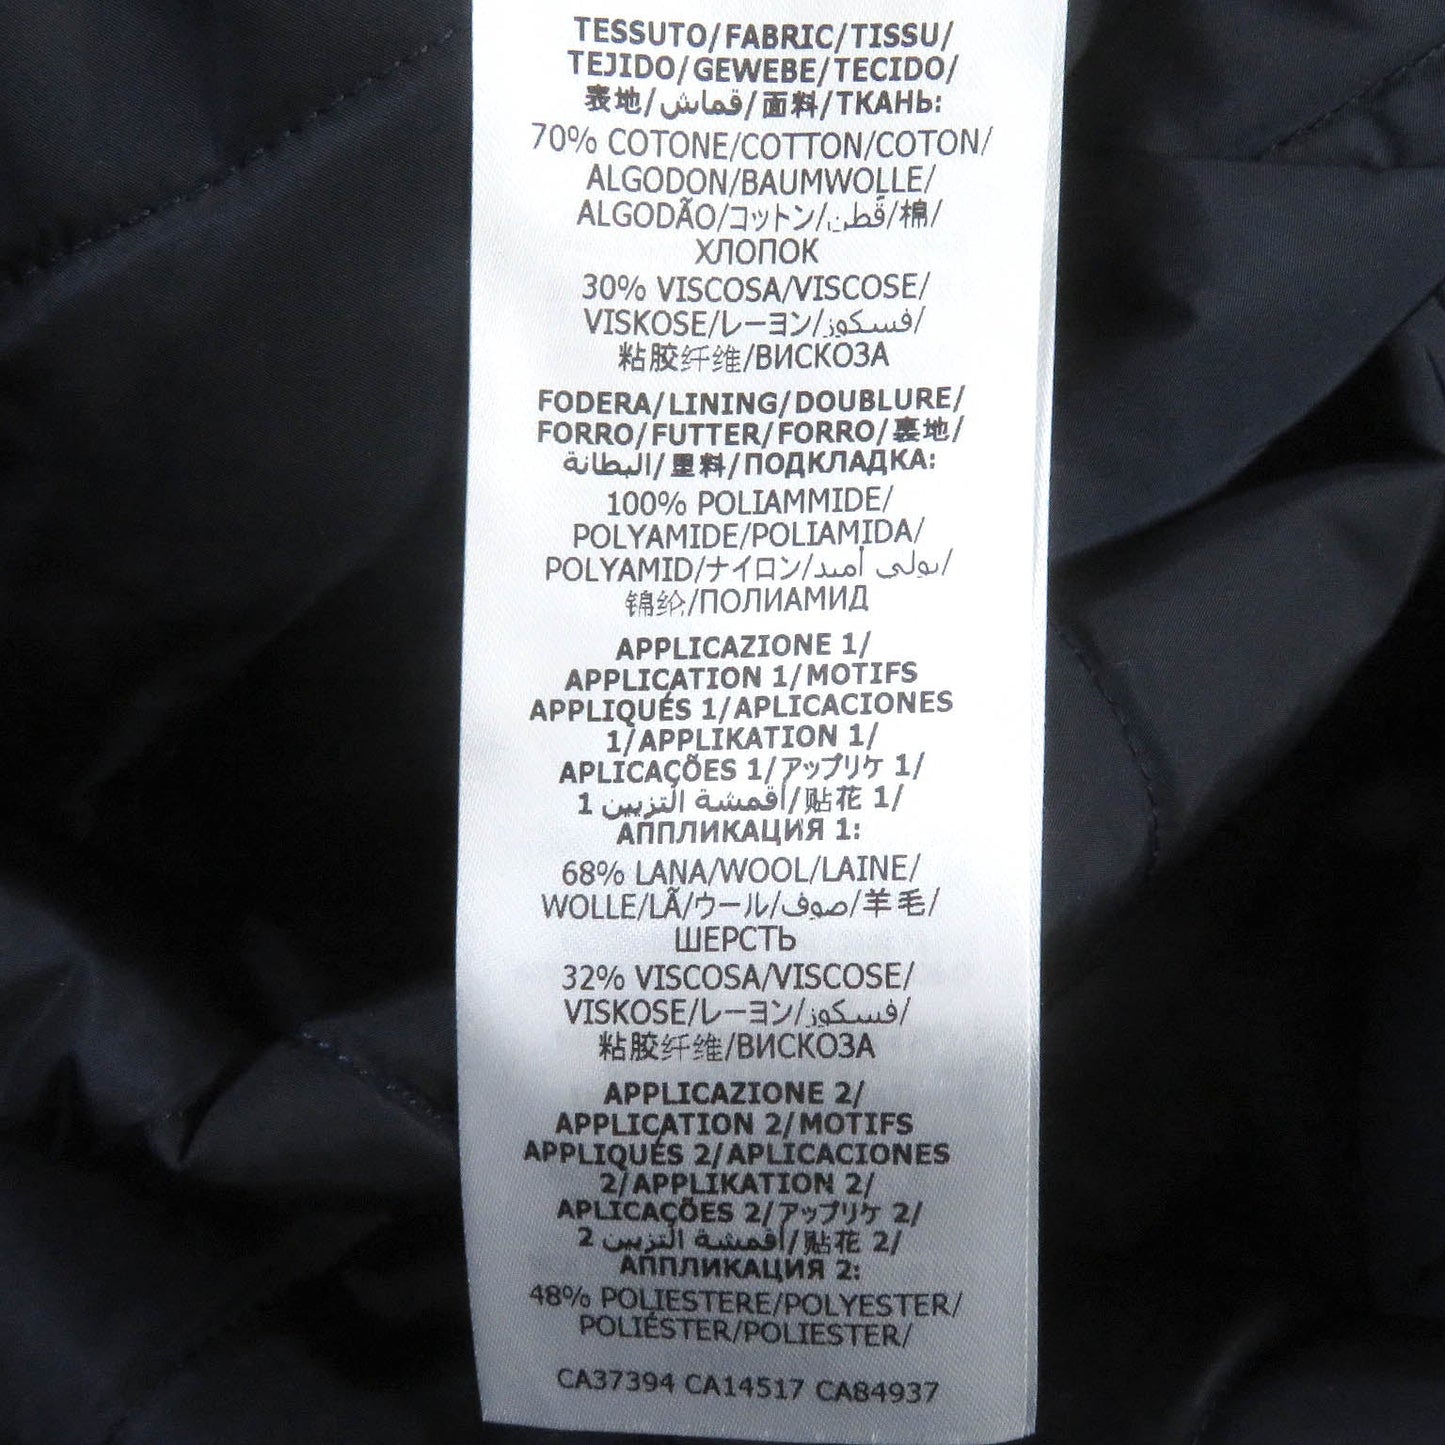 TESSUTO/FABRIC/TISSU/
TEJIDO/GEWEBE/TECIDO/
表地/قماش/面料/ТКАНЬ:
70% COTONE/COTTON/COTON/
ALGODON/BAUMWOLLE/
ALGODÃO/コットン/قطن/棉/
ХЛОПОК
30% VISCOSA/VISCOSE/
VISKOSE/レーヨン/فسكوز/
粘胶纤维/ВИСКОЗА
FODERA/LINING/DOUBLURE/
FORRO/FUTTER/FORRO/裏地/
البطانة/里料/ПОДКЛАДКА:
100% POLIAMMIDE/
POLYAMIDE/POLIAMIDA/
POLYAMID/ナイロン/بولي أميد/
锦纶/ПОЛИАМИД
APPLICAZIONE 1/
APPLICATION 1/MOTIFS
APPLIQUÉS 1/APLICACIONES
1/APPLIKATION 1/
APLICAÇÕES 1/アップリケ 1/
أقمشة التزيين 1/贴花 1/
АППЛИКАЦИЯ 1:
68% LANA/WOOL/LAINE/
WOLLE/LÃ/ウール/صوف/羊毛/
ШЕРСТЬ
32% VISCOSA/VISCOSE/
VISKOSE/レーヨン/فسكوز/
粘胶纤维/ВИСКОЗА
APPLICAZIONE 2/
APPLICATION 2/MOTIFS
APPLIQUÉS 2/APLICACIONES
2/APPLIKATION 2/
APLICAÇÕES 2/アップリケ 2/
أقمشة التزيين 2/贴花 2/
АППЛИКАЦИЯ 2:
48% POLIESTERE/POLYESTER/
POLIÉSTER/POLIESTER/
CA37394 CA14517 CA84937